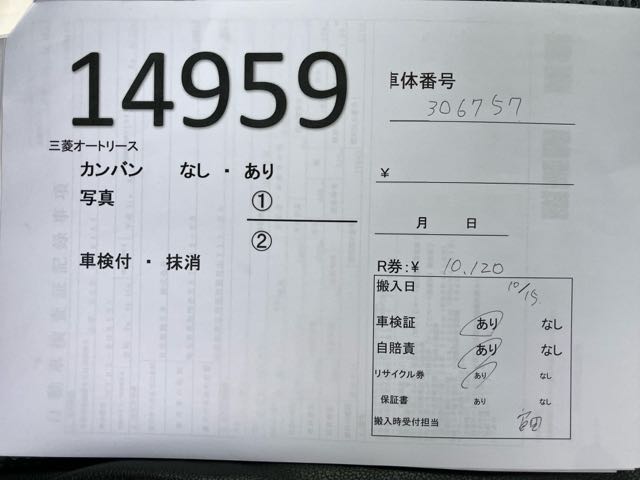 14959
三菱オートリース
カンバン なし ・ あり
写真 ①
②
車検付 ・ 抹消
車体番号
306757
¥
月 日
R券:¥ 10,120
搬入日 10/15
車検証 あり なし
自賠責 あり なし
リサイクル券 あり なし
保証書 あり なし
搬入時受付担当